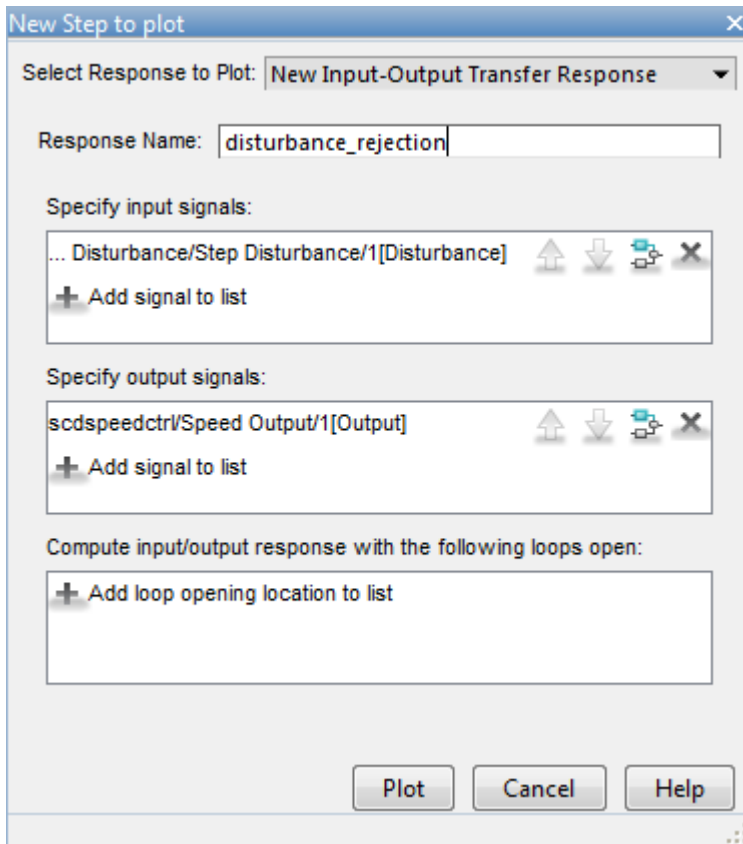 New Step to plot
Select Response to Plot: New Input-Output Transfer Response
Response Name: disturbance_rejection
Specify input signals:
... Disturbance/Step Disturbance/1[Disturbance]
Add signal to list
Specify output signals:
scdspeedctrl/Speed Output/1[Output]
Add signal to list
Compute input/output response with the following loops open:
Add loop opening location to list
Plot Cancel Help